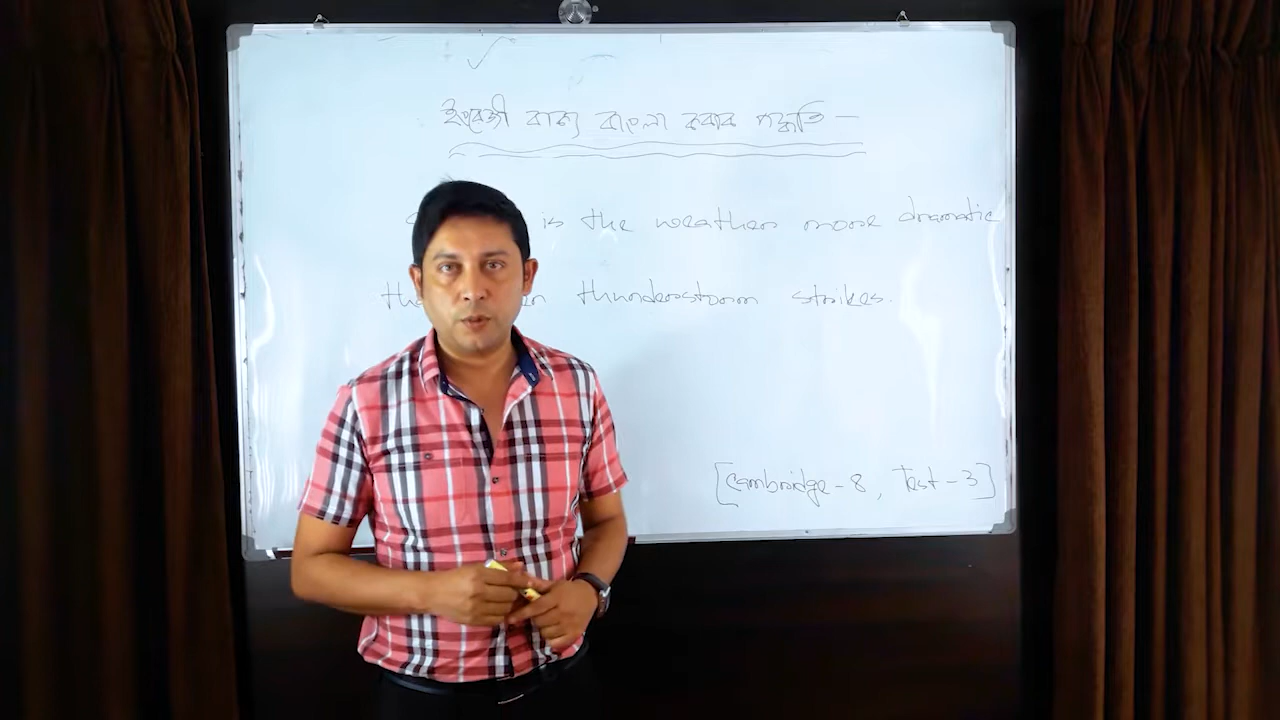 ইংরেজী বাক্য বাংলা করার পদ্ধতি —
is the weather more dramatic
thunderstorm strikes.
[Cambridge - 8, Test - 3]